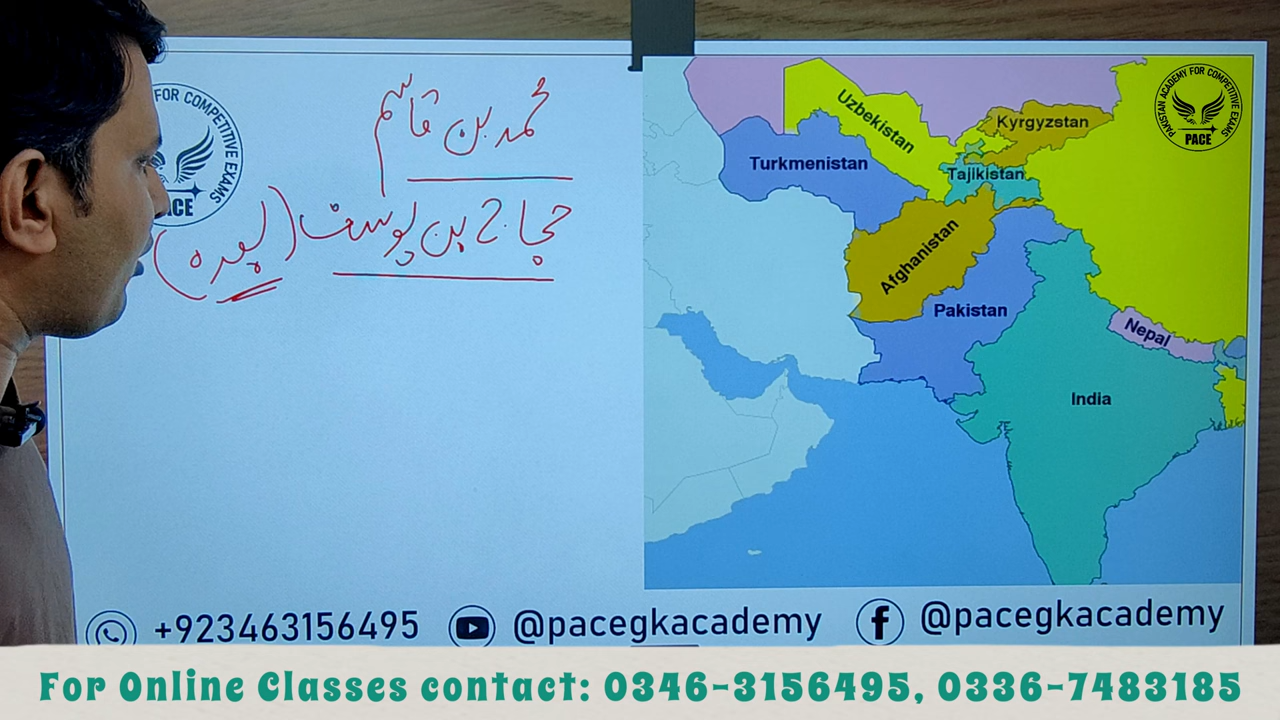 محمد بن قاسم
حجاج بن یوسف (بصرہ)
FOR COMPETITIVE EXAMS
PACE
Uzbekistan
Kyrgyzstan
Turkmenistan
Tajikistan
Afghanistan
Pakistan
Nepal
India
PAKISTAN ACADEMY FOR COMPETITIVE EXAMS
PACE
+923463156495 @pacegkacademy @pacegkacademy
For Online Classes contact: 0346-3156495, 0336-7483185